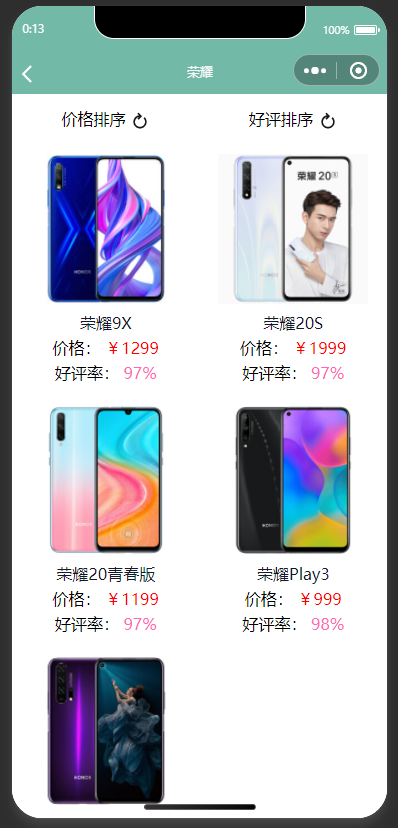 0:13
100%
荣耀
价格排序
好评排序
HONOR
荣耀 20S
荣耀9X
价格：￥1299
好评率：97%
荣耀20S
价格：￥1999
好评率：97%
HONOR
HONOR
荣耀20青春版
价格：￥1199
好评率：97%
荣耀Play3
价格：￥999
好评率：98%
HONOR